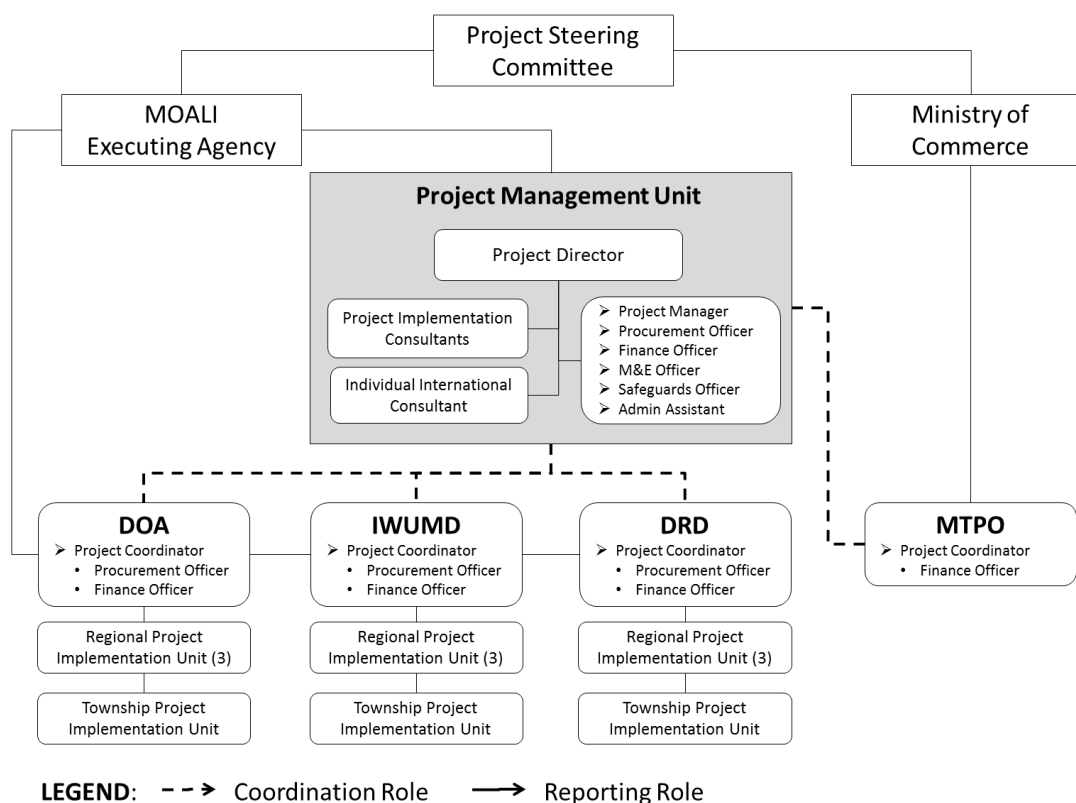 Project Steering
Committee
MOALI
Executing Agency
Ministry of
Commerce
Project Management Unit
Project Director
Project Implementation
Consultants
Individual International
Consultant
➢ Project Manager
➢ Procurement Officer
➢ Finance Officer
➢ M&E Officer
➢ Safeguards Officer
➢ Admin Assistant
DOA
➢ Project Coordinator
• Procurement Officer
• Finance Officer
IWUMD
➢ Project Coordinator
• Procurement Officer
• Finance Officer
DRD
➢ Project Coordinator
• Procurement Officer
• Finance Officer
MTPO
➢ Project Coordinator
• Finance Officer
Regional Project
Implementation Unit (3)
Regional Project
Implementation Unit (3)
Regional Project
Implementation Unit (3)
Township Project
Implementation Unit
Township Project
Implementation Unit
Township Project
Implementation Unit
LEGEND: Coordination Role Reporting Role